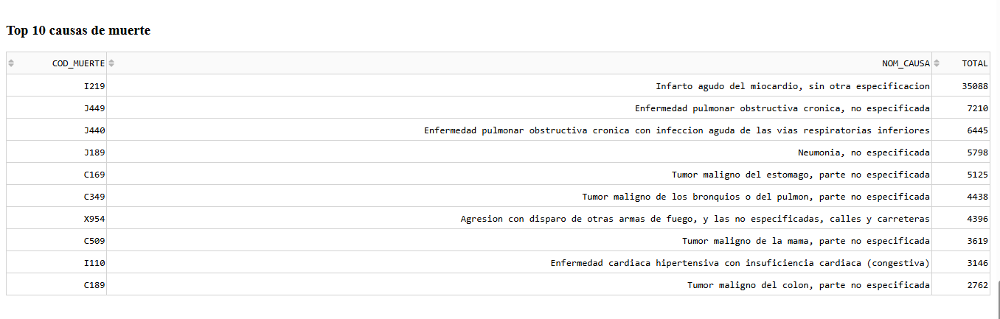 Top 10 causas de muerte
COD_MUERTE NOM_CAUSA TOTAL
I219 Infarto agudo del miocardio, sin otra especificacion 35088
J449 Enfermedad pulmonar obstructiva cronica, no especificada 7210
J440 Enfermedad pulmonar obstructiva cronica con infeccion aguda de las vias respiratorias inferiores 6445
J189 Neumonia, no especificada 5798
C169 Tumor maligno del estomago, parte no especificada 5125
C349 Tumor maligno de los bronquios o del pulmon, parte no especificada 4438
X954 Agresion con disparo de otras armas de fuego, y las no especificadas, calles y carreteras 4396
C509 Tumor maligno de la mama, parte no especificada 3619
I110 Enfermedad cardiaca hipertensiva con insuficiencia cardiaca (congestiva) 3146
C189 Tumor maligno del colon, parte no especificada 2762